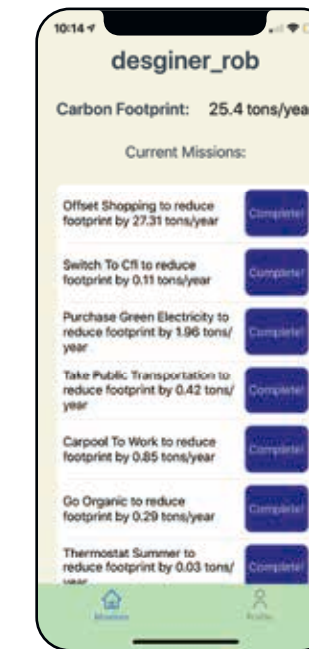 10:14
desginer_rob
Carbon Footprint: 25.4 tons/year
Current Missions:
Offset Shopping to reduce
footprint by 27.31 tons/year
Complete!
Switch To Cfl to reduce
footprint by 0.11 tons/year
Complete!
Purchase Green Electricity to
reduce footprint by 1.96 tons/
year
Complete!
Take Public Transportation to
reduce footprint by 0.42 tons/
year
Complete!
Carpool To Work to reduce
footprint by 0.85 tons/year
Complete!
Go Organic to reduce
footprint by 0.29 tons/year
Complete!
Thermostat Summer to
reduce footprint by 0.03 tons/
year
Complete!
Missions
Profile